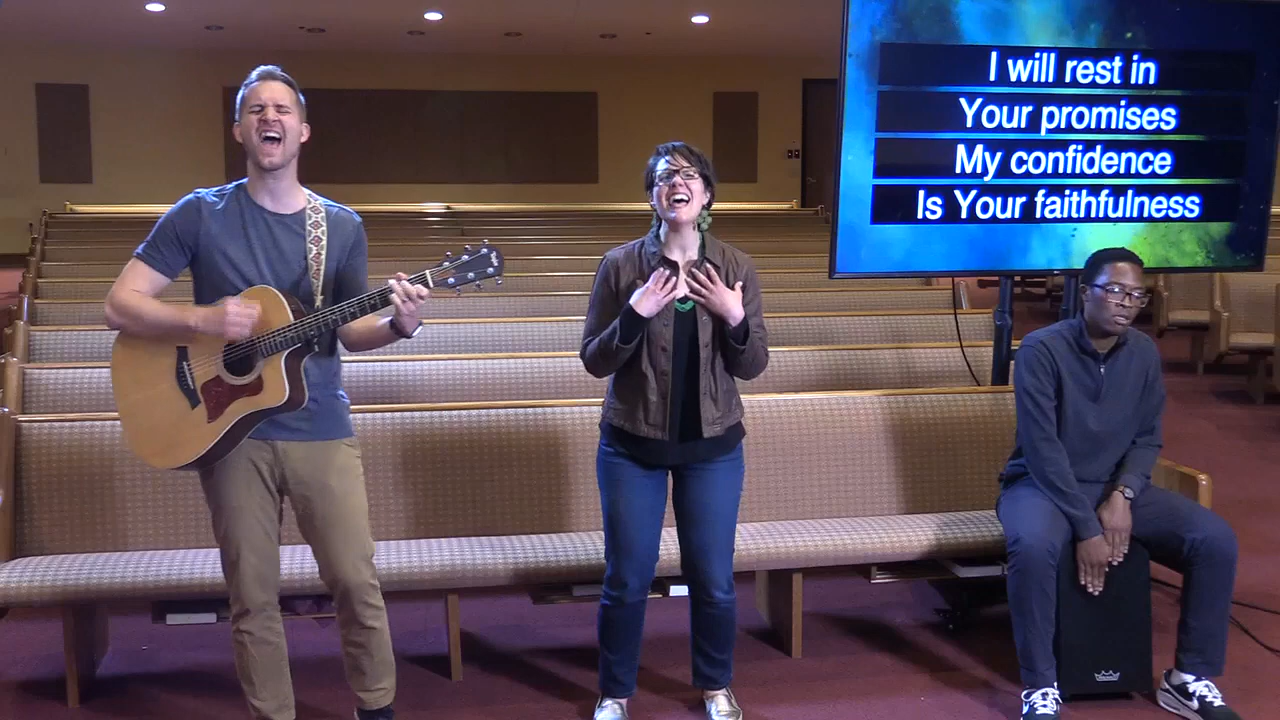 I will rest in
Your promises
My confidence
Is Your faithfulness